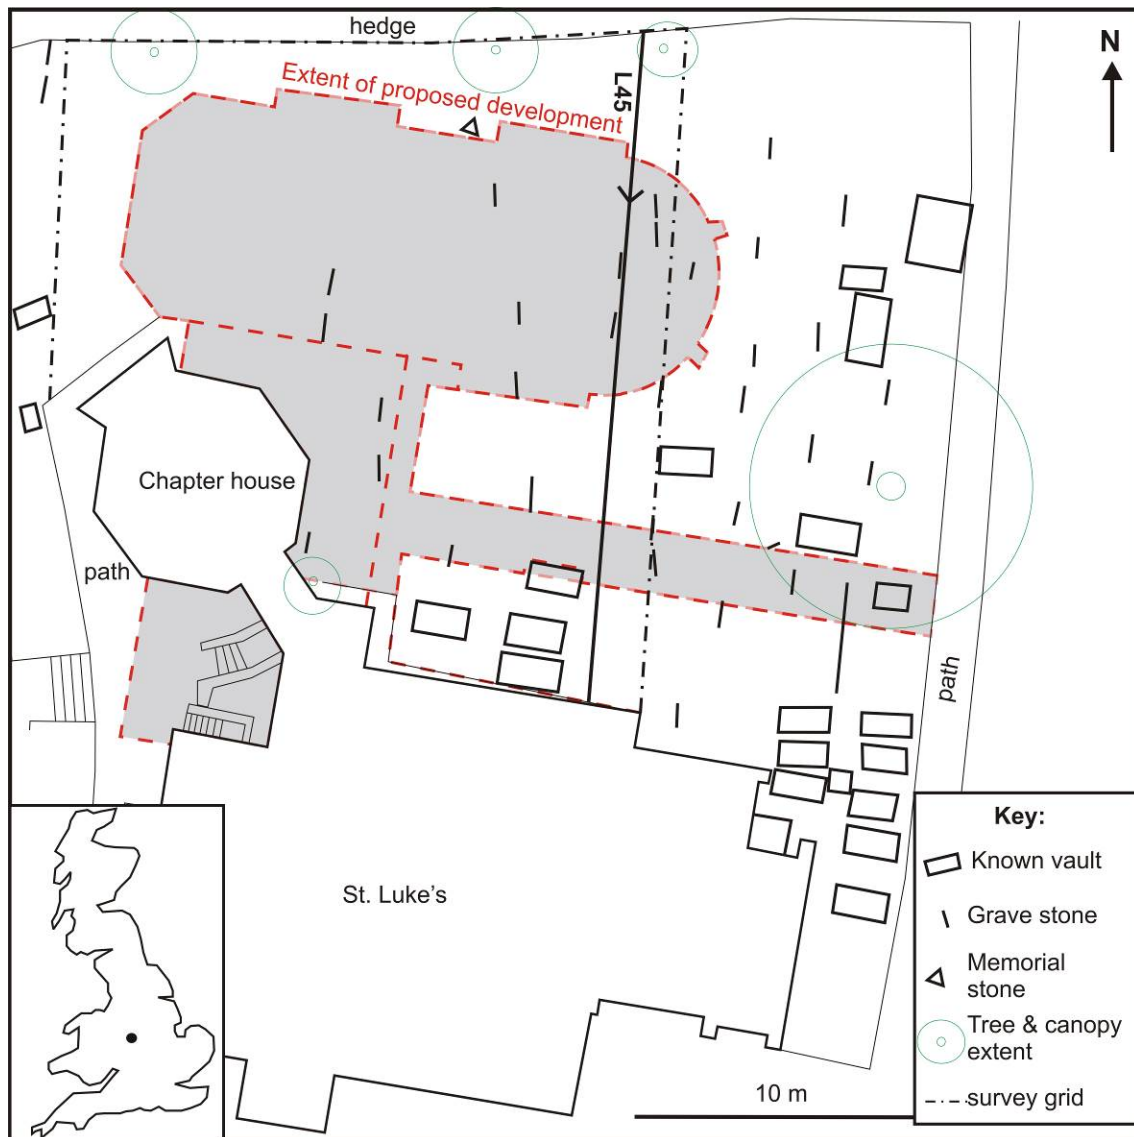 hedge
N
Extent of proposed development
L45
Chapter house
path
path
St. Luke's
Key:
Known vault
Grave stone
Memorial
stone
Tree & canopy
extent
survey grid
10 m